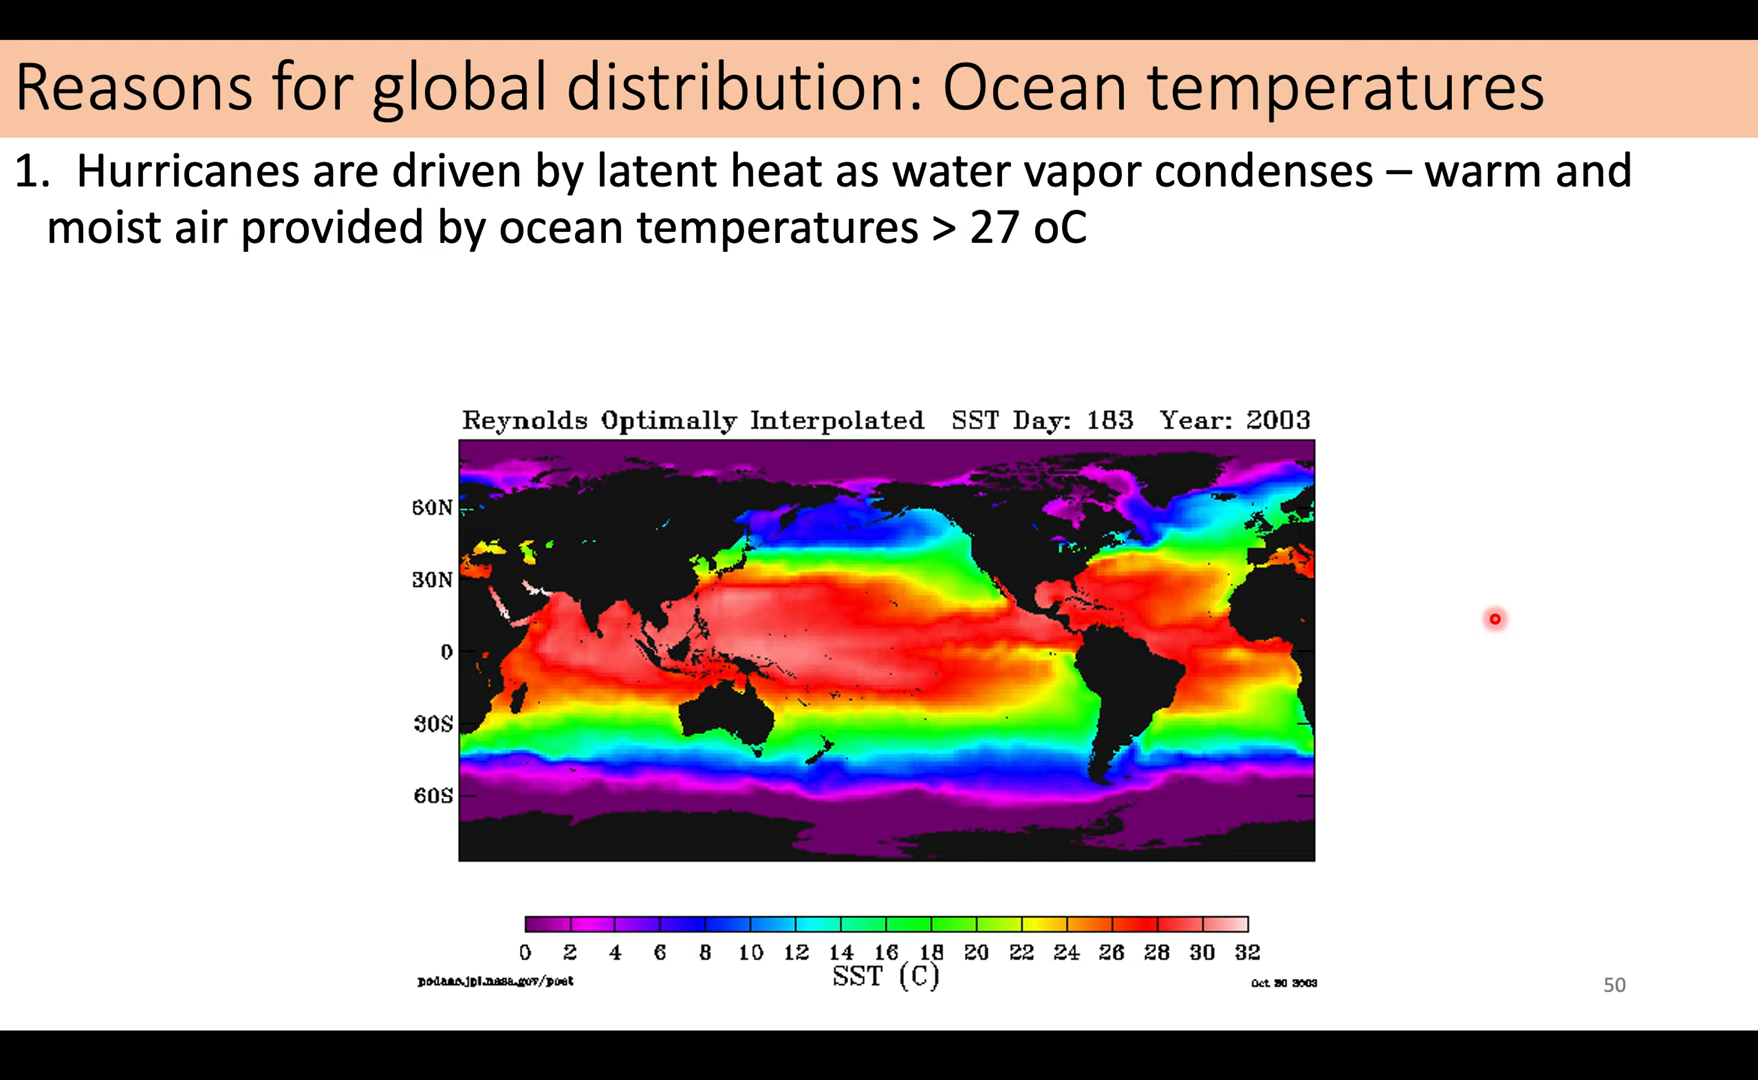 Reasons for global distribution: Ocean temperatures
1. Hurricanes are driven by latent heat as water vapor condenses – warm and
moist air provided by ocean temperatures > 27 oC
Reynolds Optimally Interpolated SST Day: 183 Year: 2003
60N
30N
0
30S
60S
0 2 4 6 8 10 12 14 16 18 20 22 24 26 28 30 32
SST (C)
podaac.jpl.nasa.gov/poet
Oct 20 2003
50